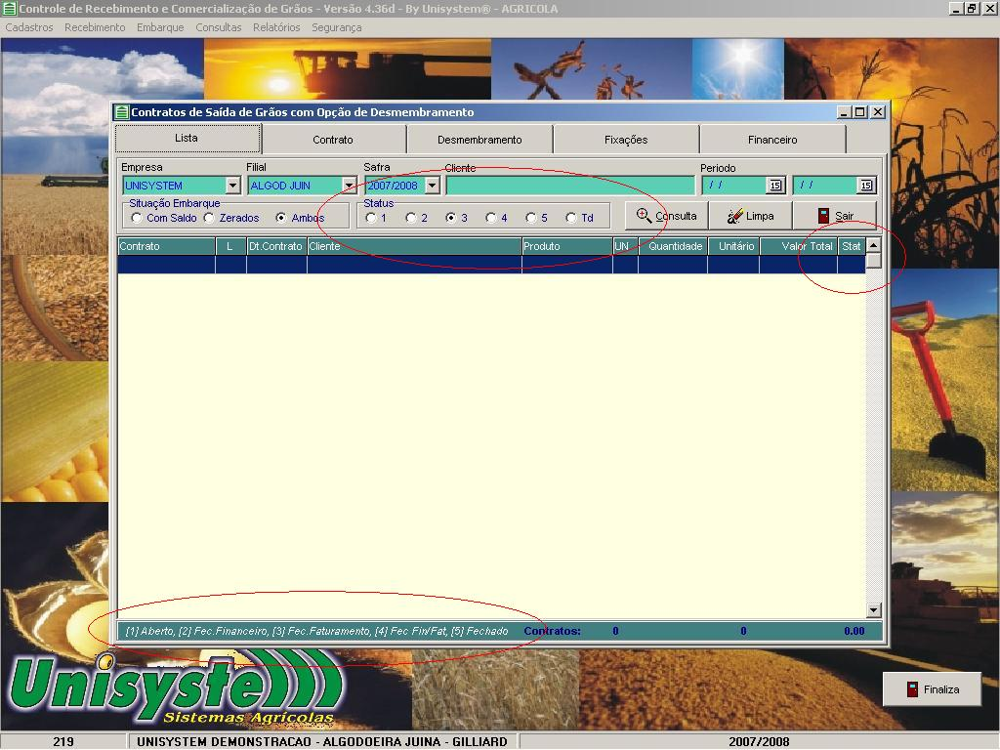 Controle de Recebimento e Comercialização de Grãos - Versão 4.36d - By Unisystem® - AGRICOLA
Cadastros Recebimento Embarque Consultas Relatórios Segurança
Contratos de Saída de Grãos com Opção de Desmembramento
Lista Contrato Desmembramento Fixações Financeiro
Empresa Filial Safra Cliente Periodo
UNISYSTEM ALGOD JUIN 2007/2008 / / 15 / / 15
Situação Embarque Status
Com Saldo Zerados Ambos 1 2 3 4 5 Td Consulta Limpa Sair
Contrato L Dt.Contrato Cliente Produto UN Quantidade Unitário Valor Total Stat
[1] Aberto, [2] Fec.Financeiro, [3] Fec.Faturamento, [4] Fec Fin/Fat, [5] Fechado Contratos: 0 0 0.00
Unisyste
Sistemas Agrícolas
Finaliza
219 UNISYSTEM DEMONSTRACAO - ALGODOEIRA JUINA - GILLIARD 2007/2008